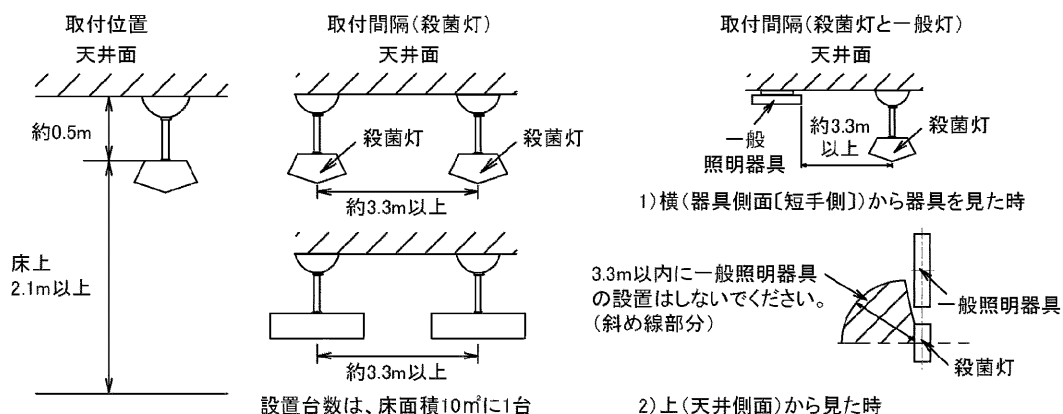 取付位置
天井面
約0.5m
床上
2.1m以上
取付間隔(殺菌灯)
天井面
殺菌灯
殺菌灯
約3.3m以上
約3.3m以上
設置台数は、床面積10㎡に1台
取付間隔(殺菌灯と一般灯)
天井面
一般
照明器具
約3.3m
以上
殺菌灯
1)横(器具側面〔短手側〕)から器具を見た時
3.3m以内に一般照明器具
の設置はしないでください。
(斜め線部分)
一般照明器具
殺菌灯
2)上(天井側面)から見た時